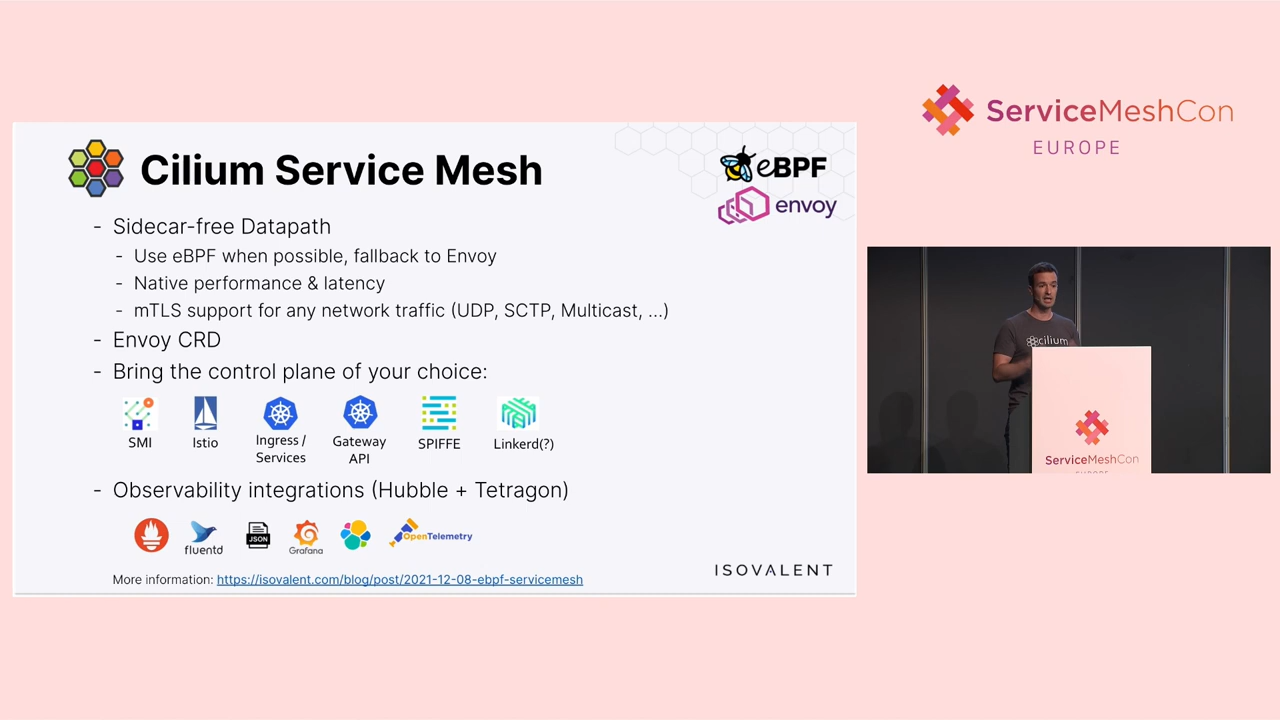 ServiceMeshCon
EUROPE
Cilium Service Mesh
eBPF
envoy
- Sidecar-free Datapath
- Use eBPF when possible, fallback to Envoy
- Native performance & latency
- mTLS support for any network traffic (UDP, SCTP, Multicast, ...)
- Envoy CRD
- Bring the control plane of your choice:
SMI
Istio
Ingress /
Services
Gateway
API
SPIFFE
Linkerd(?)
- Observability integrations (Hubble + Tetragon)
fluentd
JSON
Grafana
OpenTelemetry
More information: https://isovalent.com/blog/post/2021-12-08-ebpf-servicemesh
ISOVALENT
cilium
ServiceMeshCon
EUROPE